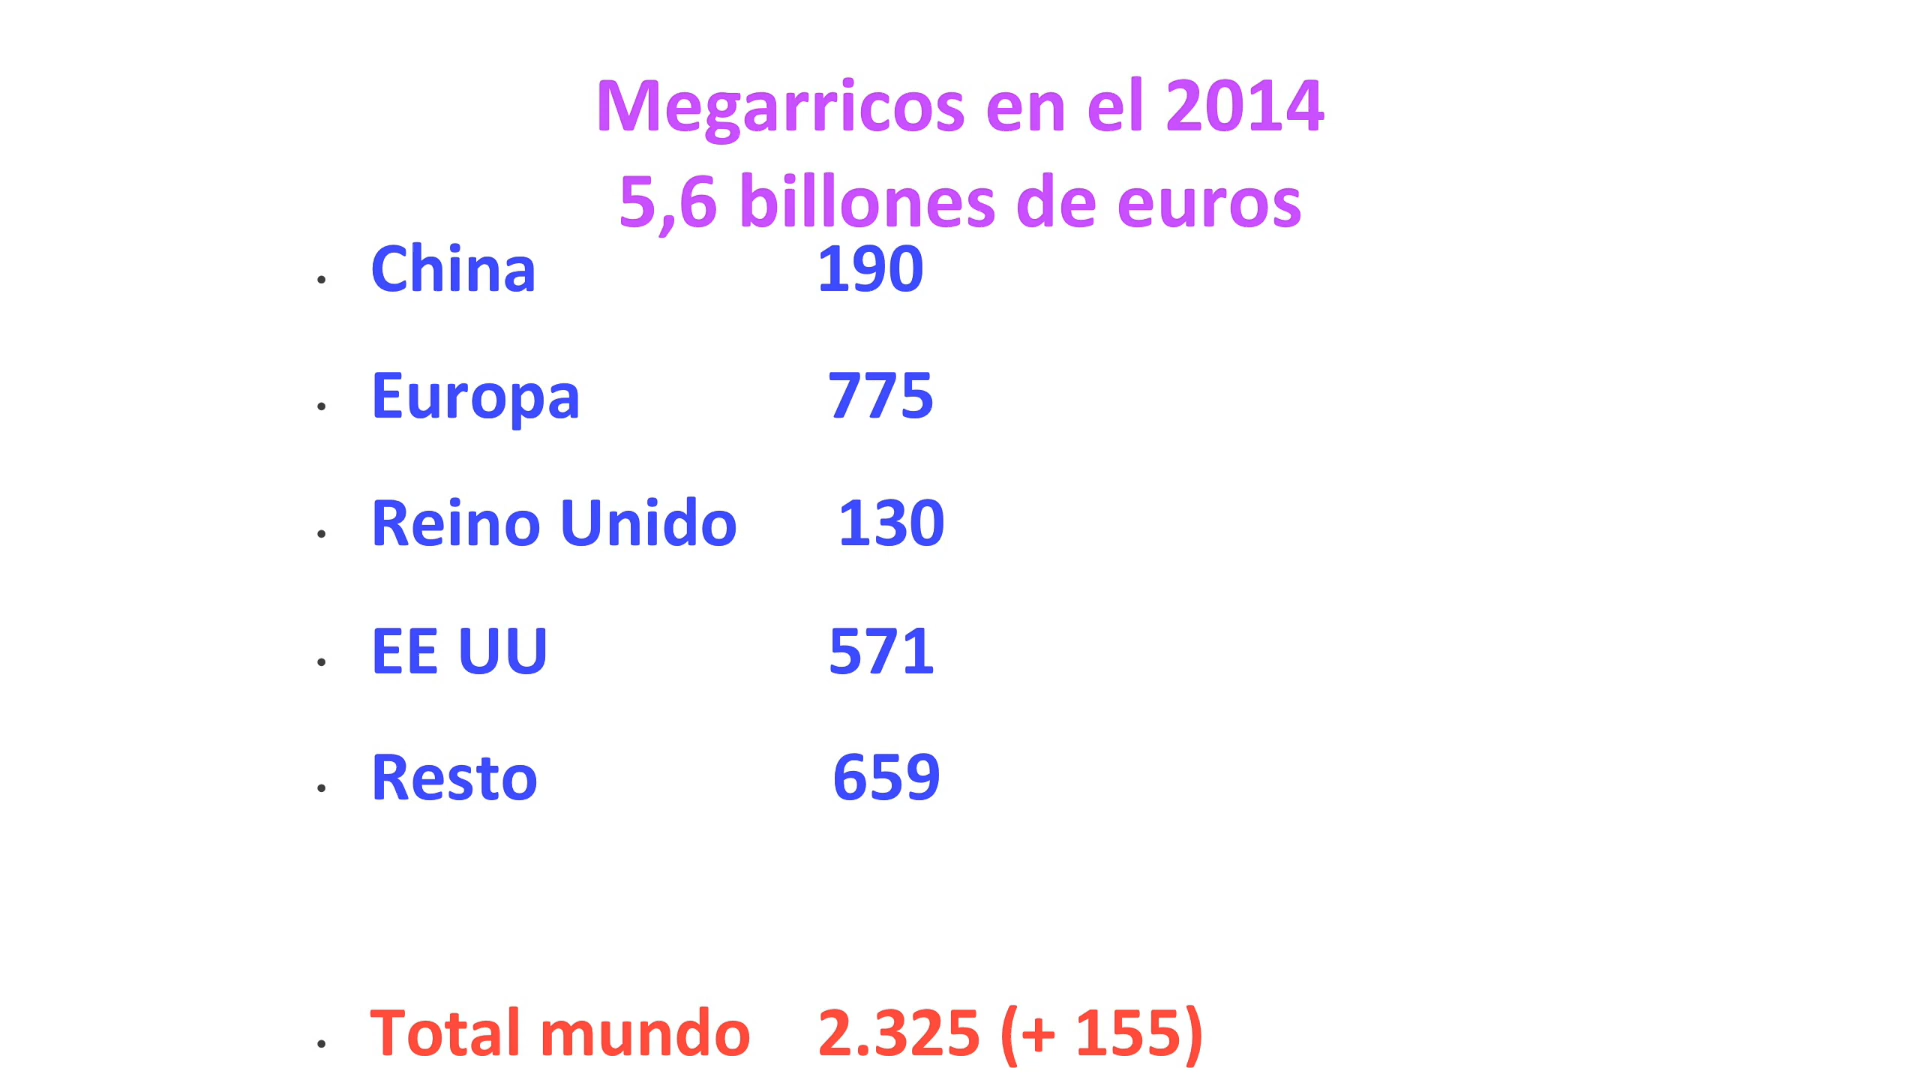 Megarricos en el 2014
5,6 billones de euros
• China 190
• Europa 775
• Reino Unido 130
• EE UU 571
• Resto 659
• Total mundo 2.325 (+ 155)